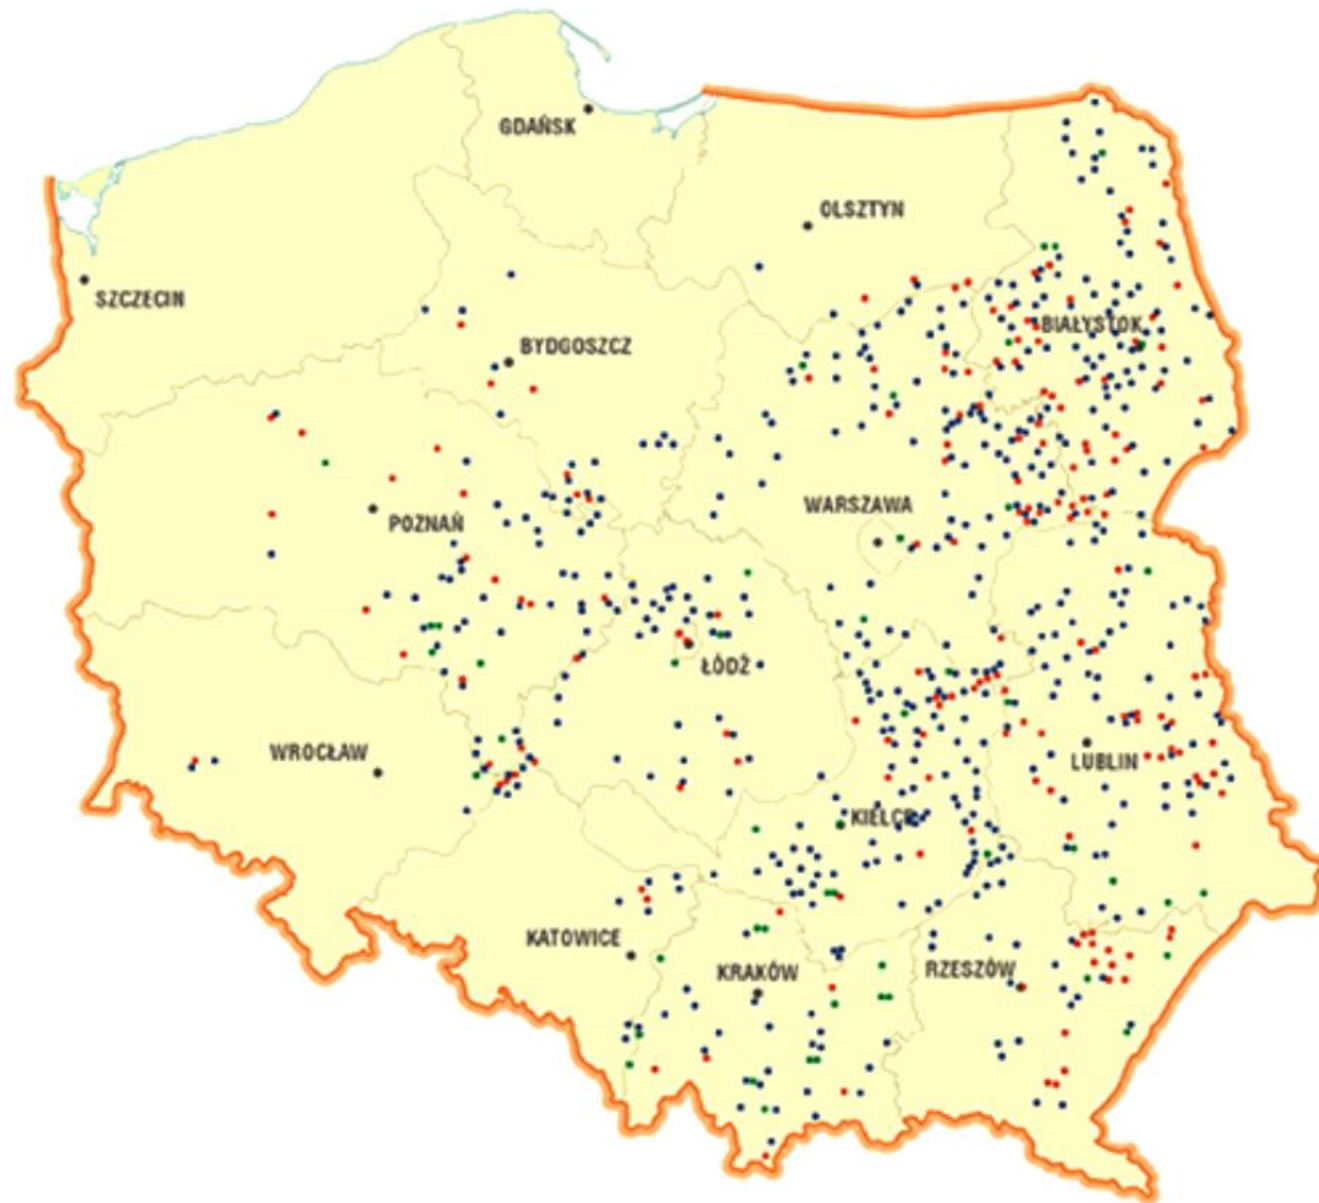 GDAŃSK
OLSZTYN
SZCZECIN
BIAŁYSTOK
BYDGOSZCZ
WARSZAWA
POZNAŃ
ŁÓDŹ
WROCŁAW
LUBLIN
KIELCE
KATOWICE
KRAKÓW
RZESZÓW